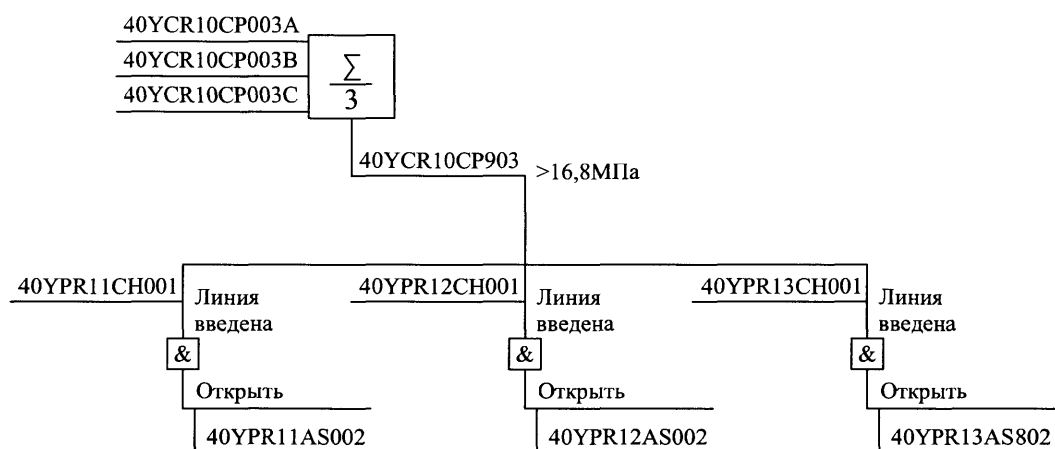 40YCR10CP003A
40YCR10CP003B
40YCR10CP003C
∑
3
40YCR10CP903
>16,8МПа
40YPR11CH001
Линия
введена
&
Открыть
40YPR11AS002
40YPR12CH001
Линия
введена
&
Открыть
40YPR12AS002
40YPR13CH001
Линия
введена
&
Открыть
40YPR13AS802